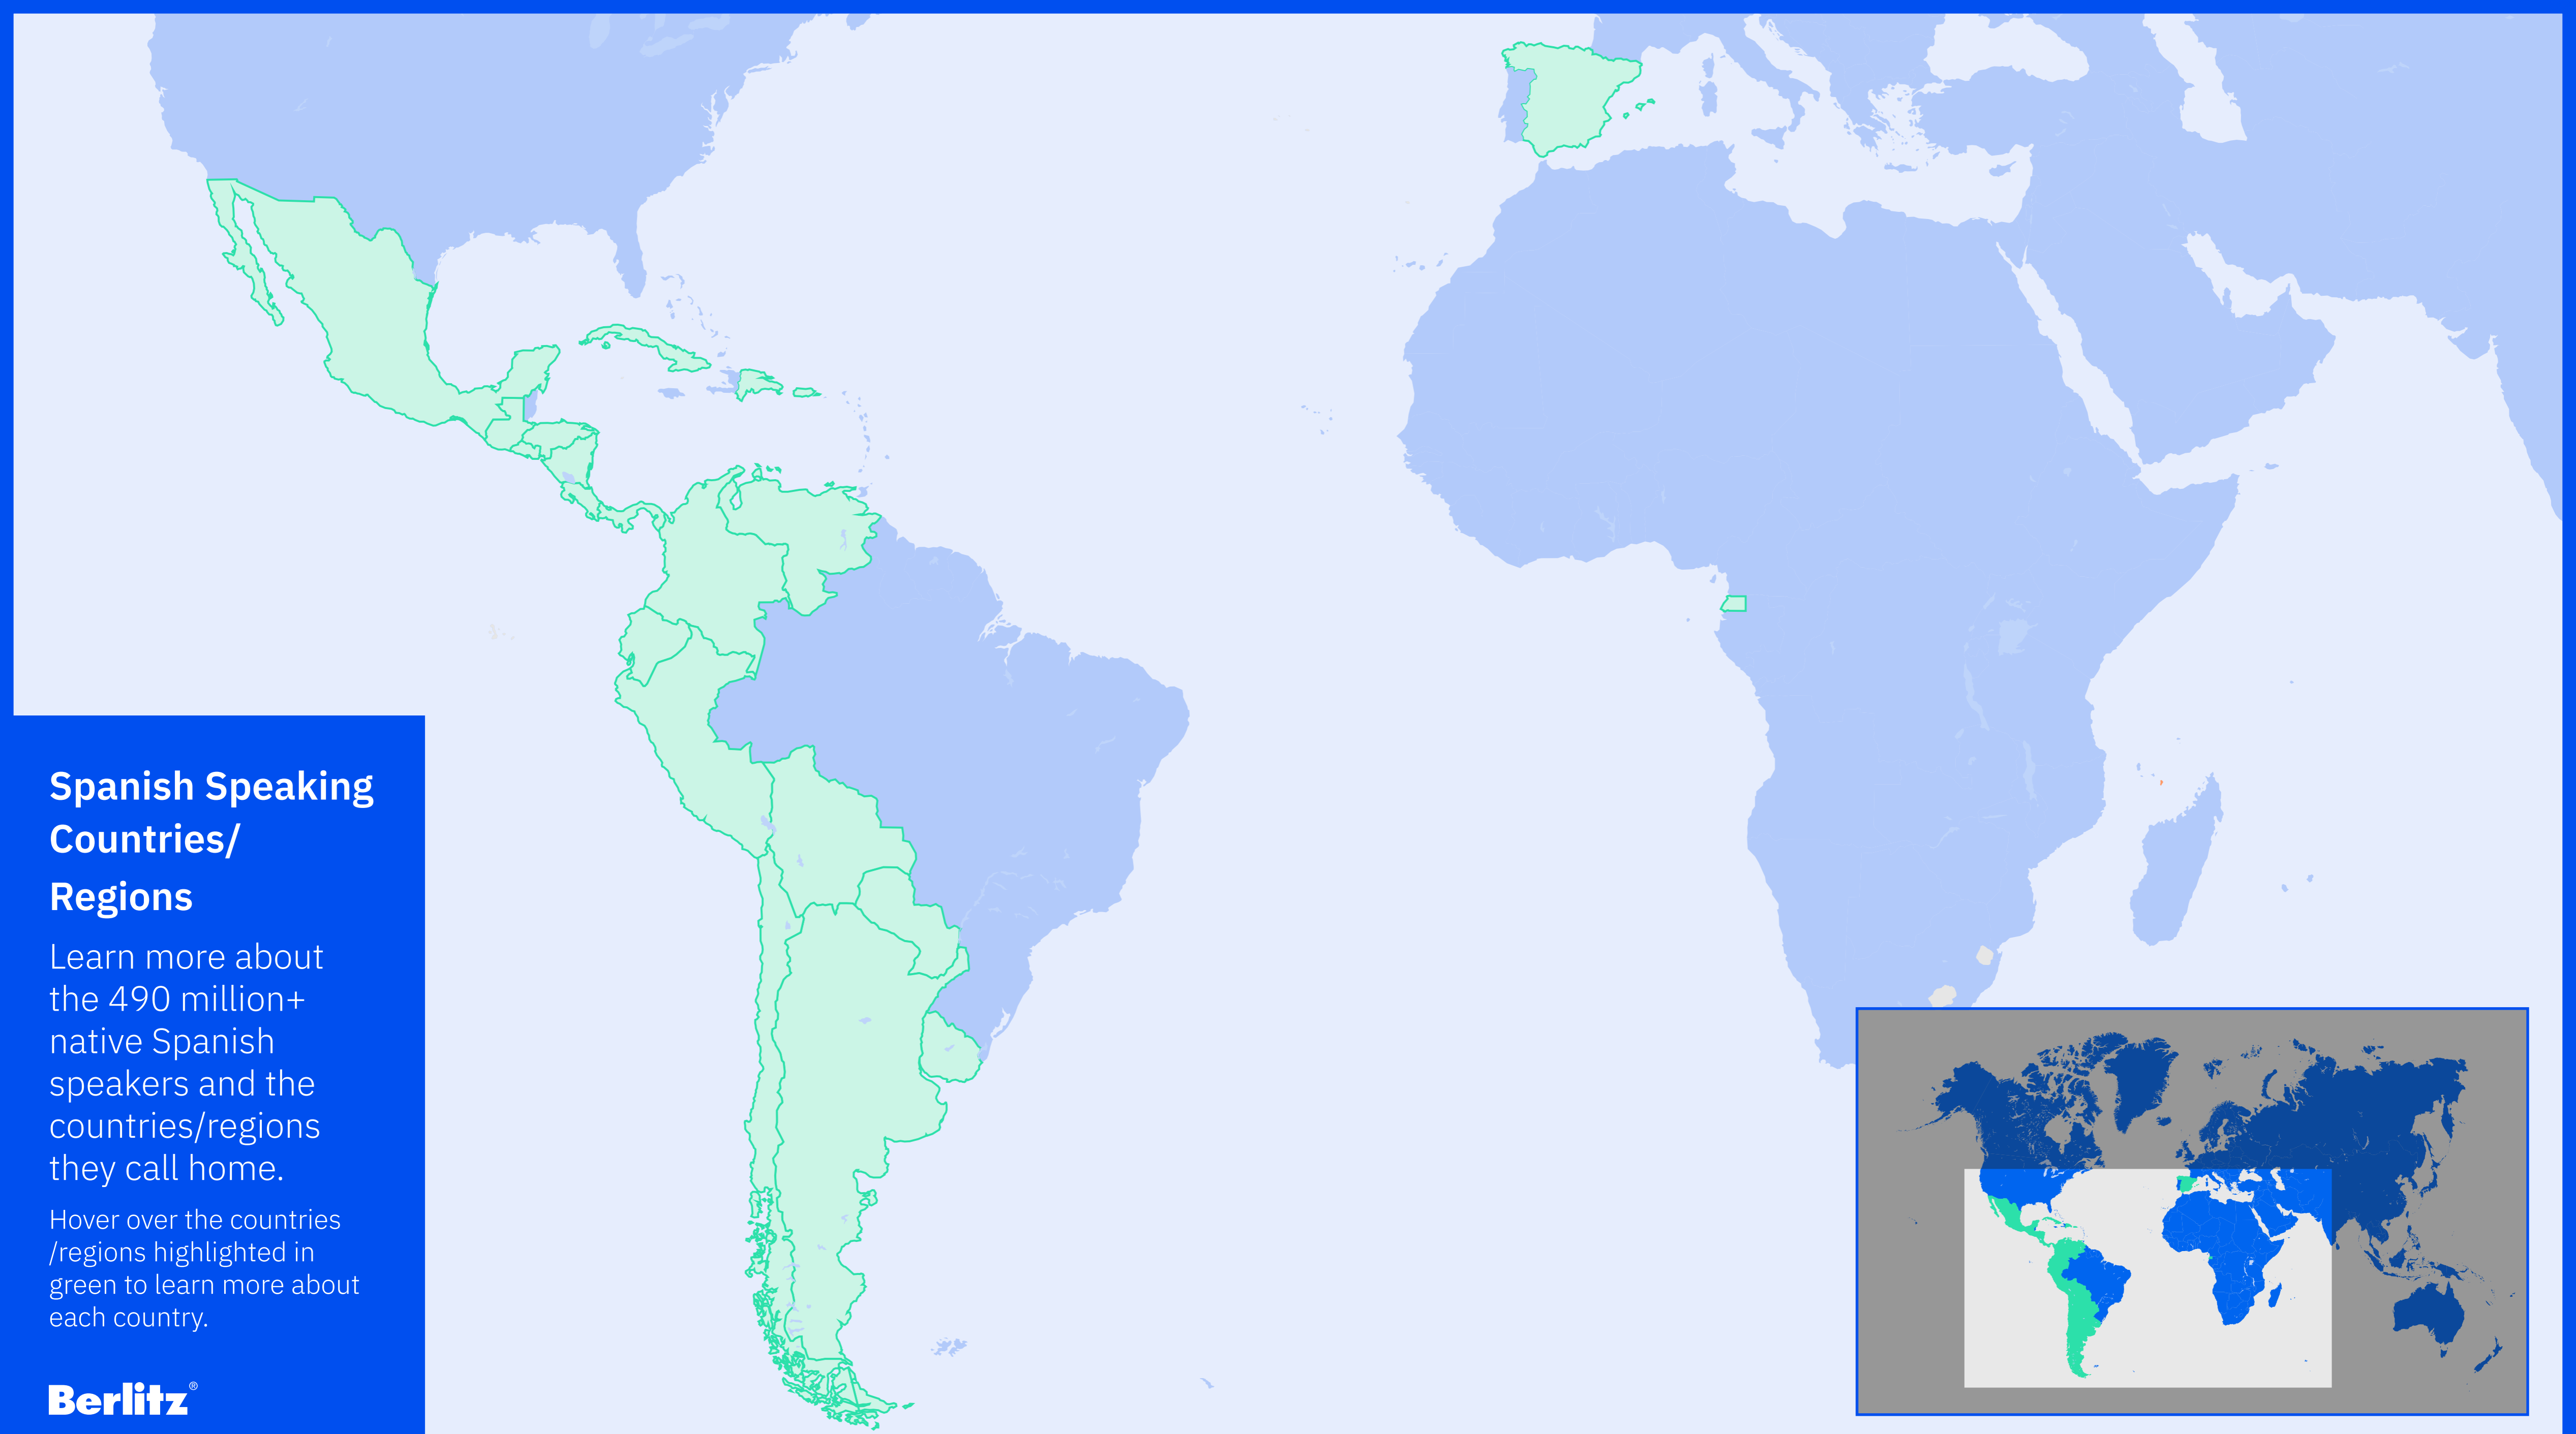 Spanish Speaking
Countries/
Regions
Learn more about
the 490 million+
native Spanish
speakers and the
countries/regions
they call home.
Hover over the countries
/regions highlighted in
green to learn more about
each country.
Berlitz®